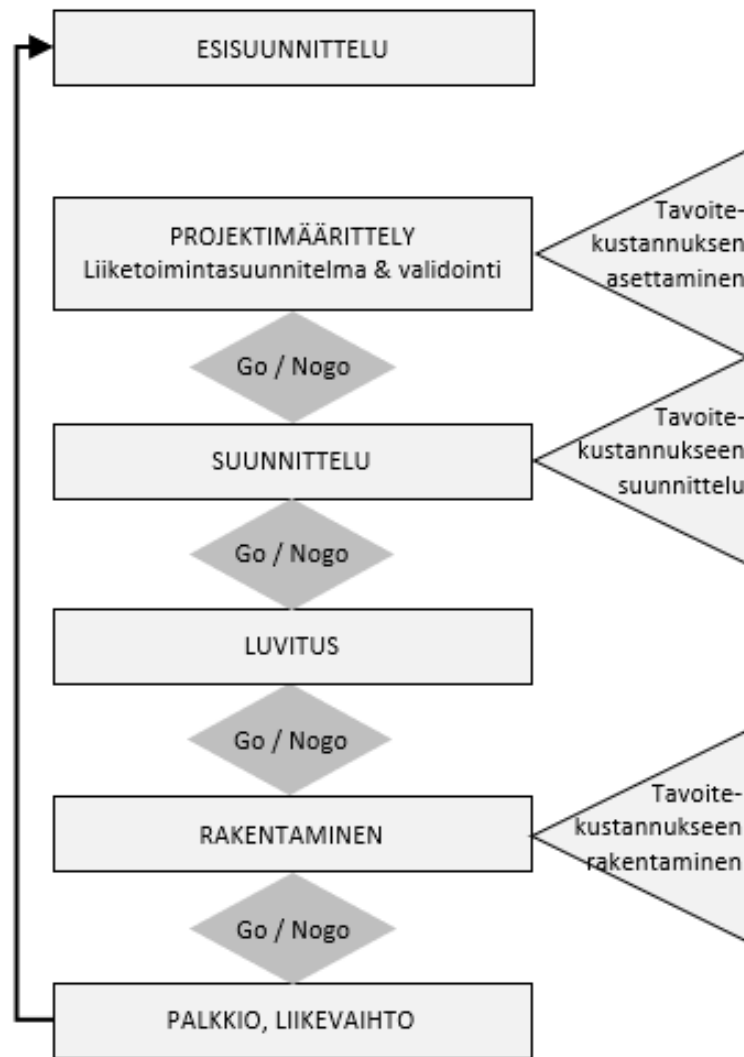 ESISUUNNITTELU
PROJEKTIMÄÄRITTELY
Liiketoimintasuunnitelma & validointi
Tavoite-
kustannuksen
asettaminen
Go / Nogo
SUUNNITTELU
Tavoite-
kustannukseen
suunnittelu
Go / Nogo
LUVITUS
Go / Nogo
RAKENTAMINEN
Tavoite-
kustannukseen
rakentaminen
Go / Nogo
PALKKIO, LIIKEVAIHTO